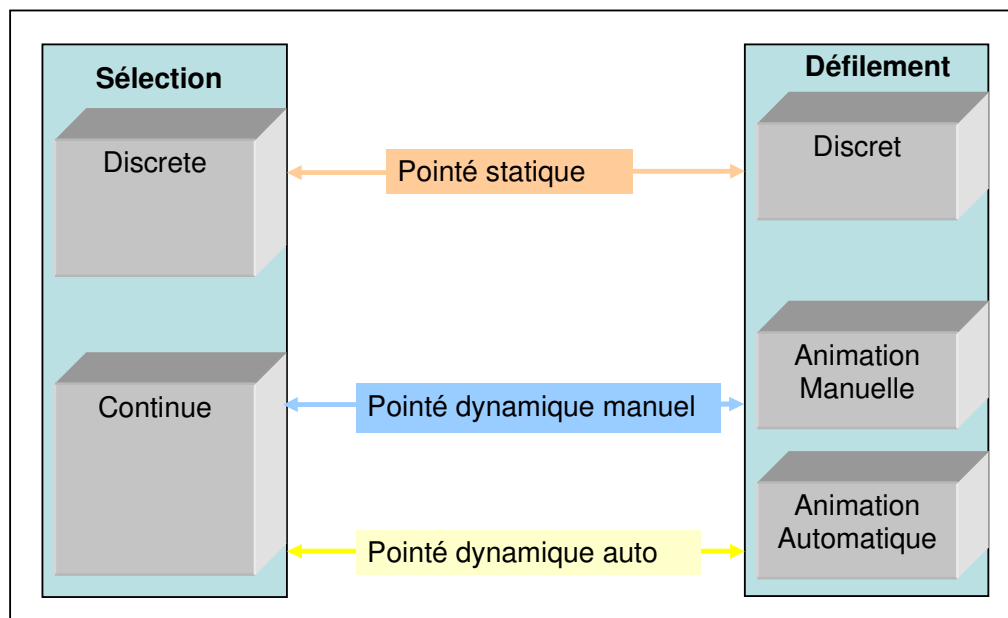 Sélection
Défilement
Discrete
Pointé statique
Discret
Continue
Pointé dynamique manuel
Animation
Manuelle
Pointé dynamique auto
Animation
Automatique